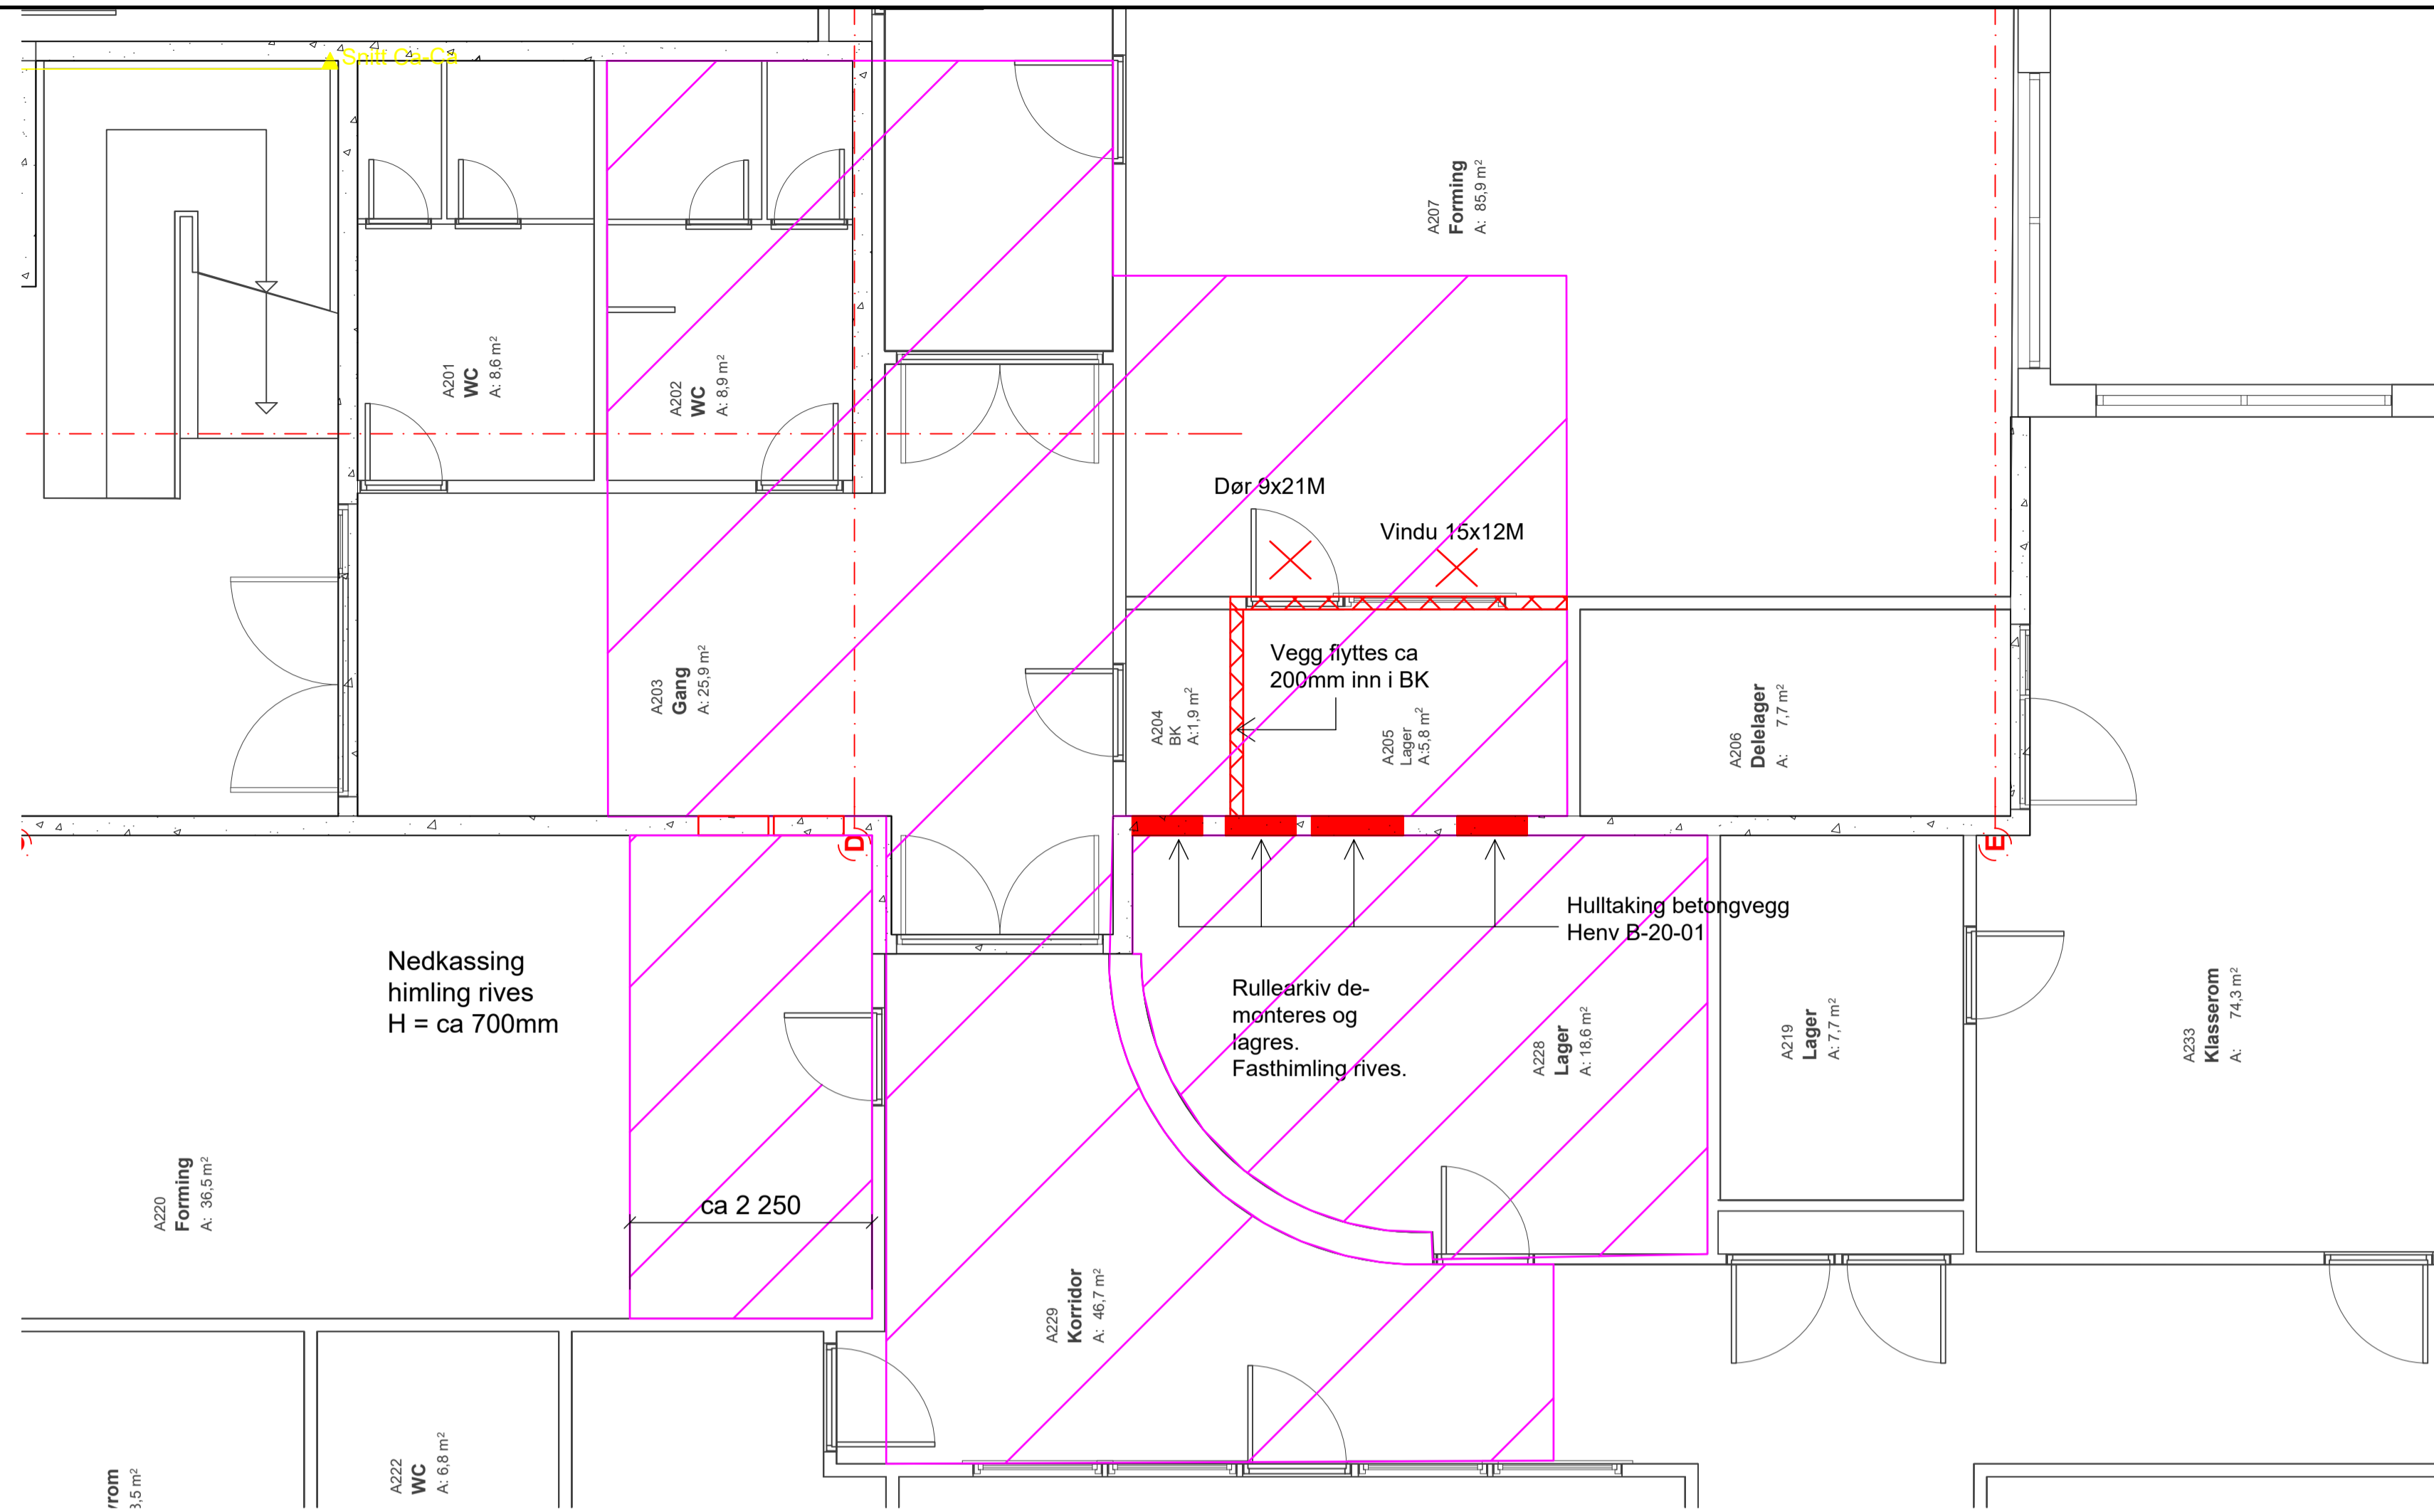 Snitt Ca-Ca
A207
Forming
A: 85,9 m²
A201
WC
A: 8,6 m²
A202
WC
A: 8,9 m²
Dør 9x21M
Vindu 15x12M
A203
Gang
A: 25,9 m²
A204
BK
A:1,9 m²
Vegg flyttes ca
200mm inn i BK
A205
Lager
A:5,8 m²
A206
Delelager
A: 7,7 m²
D
E
Hulltaking betongvegg
Henv B-20-01
Nedkassing
himling rives
H = ca 700mm
Rullearkiv de-
monteres og
lagres.
Fasthimling rives.
A228
Lager
A: 18,6 m²
A219
Lager
A: 7,7 m²
A233
Klasserom
A: 74,3 m²
A220
Forming
A: 36,5 m²
ca 2 250
A229
Korridor
A: 46,7 m²
A222
WC
A: 6,8 m²